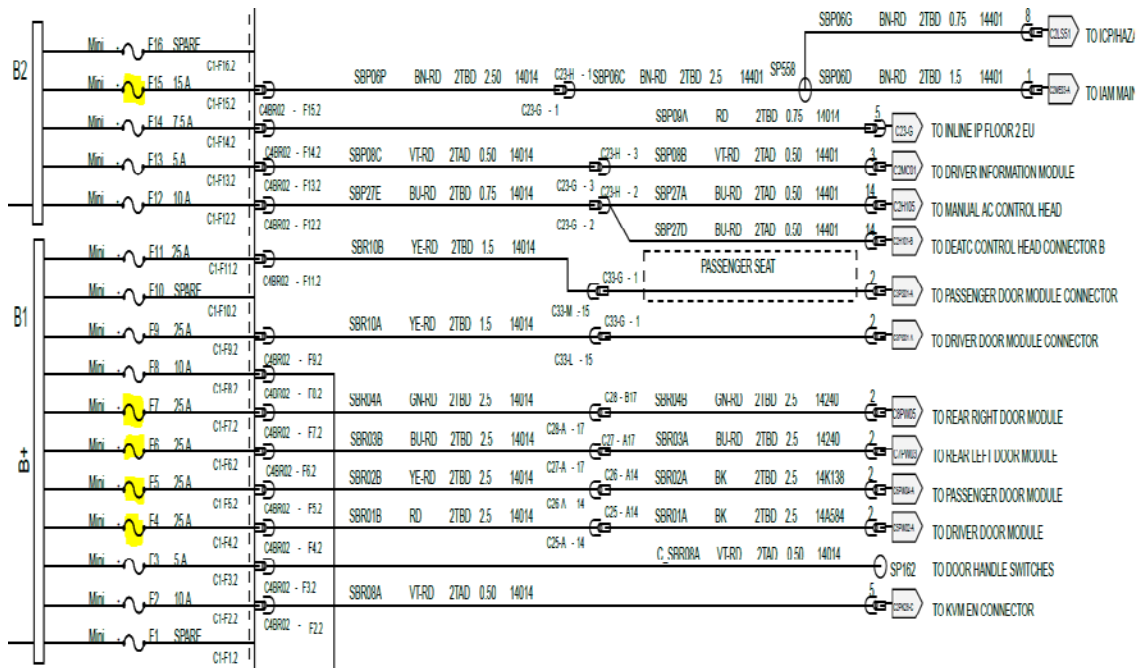 SBP06G BN-RD 2TBD 0.75 14401 8 C2LS51 TO ICP/HAZA
B2
Mini F16 SPARE
C1-F16.2
Mini F15 15 A SBP06P BN-RD 2TBD 2.50 14014 C23-H - 1 SBP06C BN-RD 2TBD 2.5 14401 SP558 SBP06D BN-RD 2TBD 1.5 14401 1 TO IAM MAIN
C1-F15.2 C4BR02 - F15.2 C23-G - 1
Mini F14 7.5 A SBP09A RD 2TBD 0.75 14014 5 C23-G TO INLINE IP FLOOR 2 EU
C1-F14.2 C4BR02 - F14.2
Mini F13 5 A SBP08C VT-RD 2TAD 0.50 14014 C23-H - 3 SBP08B VT-RD 2TAD 0.50 14401 3 C2MC01 TO DRIVER INFORMATION MODULE
C1-F13.2 C4BR02 - F13.2 C23-G - 3
Mini F12 10 A SBP27E BU-RD 2TBD 0.75 14014 C23-H - 2 SBP27A BU-RD 2TAD 0.50 14401 14 C2H105 TO MANUAL AC CONTROL HEAD
C1-F12.2 C4BR02 - F12.2 C23-G - 2
SBP27D BU-RD 2TAD 0.50 14401 14 C2H101-B TO DEATC CONTROL HEAD CONNECTOR B
B1
Mini F11 25 A SBR10B YE-RD 2TBD 1.5 14014
C1-F11.2 C4BR02 - F11.2
PASSENGER SEAT
Mini F10 SPARE C33-G - 1 2 TO PASSENGER DOOR MODULE CONNECTOR
C1-F10.2 C33-M - 15
Mini F9 25 A SBR10A YE-RD 2TBD 1.5 14014 C33-G - 1 2 TO DRIVER DOOR MODULE CONNECTOR
C1-F9.2 C4BR02 - F9.2 C33-L - 15
Mini F8 10 A
C1-F8.2
Mini F7 25 A SBR04A GN-RD 2TBD 2.5 14014 C28 - B17 SBR04B GN-RD 2TBD 2.5 14240 2 TO REAR RIGHT DOOR MODULE
C1-F7.2 C4BR02 - F7.2 C28-A - 17
B+
Mini F6 25 A SBR03B BU-RD 2TBD 2.5 14014 C27 - A17 SBR03A BU-RD 2TBD 2.5 14240 2 TO REAR LEFT DOOR MODULE
C1-F6.2 C4BR02 - F6.2 C27-A - 17
Mini F5 25 A SBR02B YE-RD 2TBD 2.5 14014 C26 - A14 SBR02A BK 2TBD 2.5 14K138 2 TO PASSENGER DOOR MODULE
C1-F5.2 C4BR02 - F5.2 C26 A 14
Mini F4 25 A SBR01B RD 2TBD 2.5 14014 C25 - A14 SBR01A BK 2TBD 2.5 14A584 2 TO DRIVER DOOR MODULE
C1-F4.2 C4BR02 - F4.2 C25-A - 14
Mini F3 5 A C_SBR08A VT-RD 2TAD 0.50 14014 SP162 TO DOOR HANDLE SWITCHES
C1-F3.2 C4BR02 - F3.2
Mini F2 10 A SBR08A VT-RD 2TAD 0.50 14014 5 TO KVM EN CONNECTOR
C1-F2.2 C4BR02 - F2.2
Mini F1 SPARE
C1-F1.2